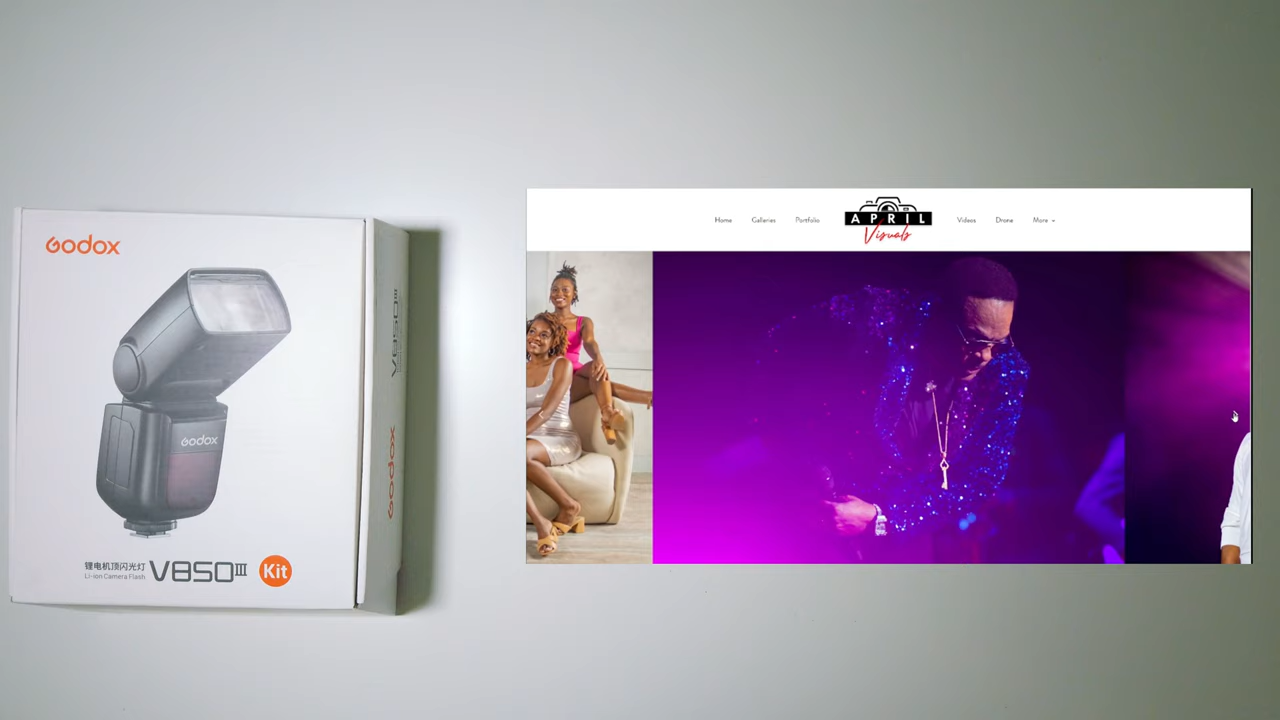 Godox
Godox
锂电机顶闪光灯
Li-ion Camera Flash
V850III
Kit
V850III
Godox
Home
Galleries
Portfolio
APRIL
Visuals
Videos
Drone
More